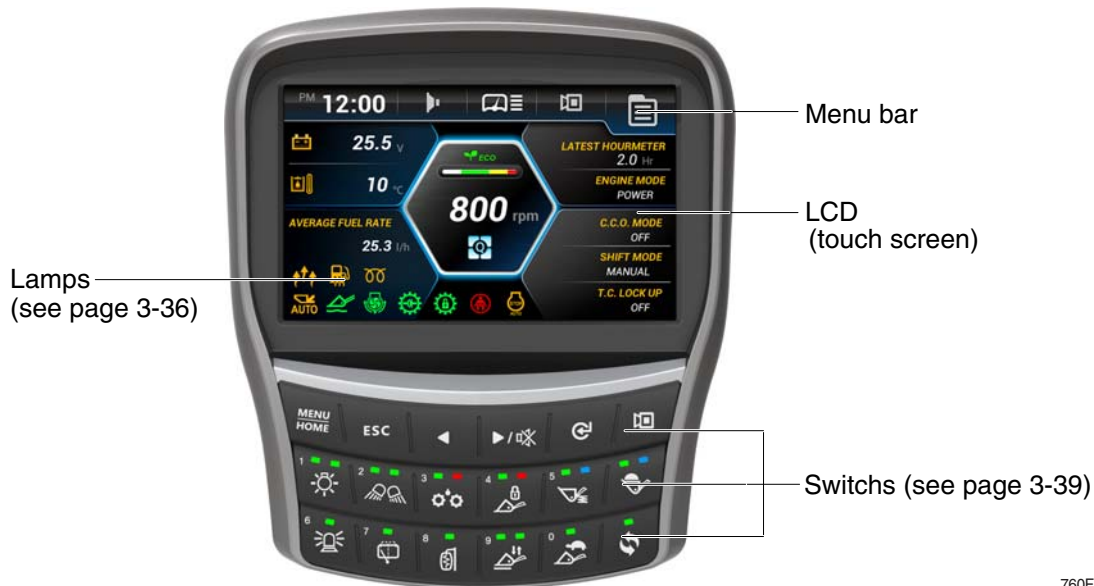 PM 12:00
Menu bar
25.5 V
ECO
LATEST HOURMETER
2.0 Hr
10 °C
ENGINE MODE
POWER
800 rpm
Q
AVERAGE FUEL RATE
25.3 l/h
C.C.O. MODE
OFF
LCD
(touch screen)
SHIFT MODE
MANUAL
Lamps
(see page 3-36)
T.C. LOCK UP
OFF
AUTO
STOP
AUTO
MENU
HOME
ESC
1 2 3 4 5
Switchs (see page 3-39)
6 7 8 9 0
760F